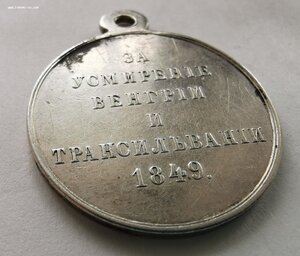 ЗА
УСМИРЕНІЕ
ВЕНГРІИ
И
ТРАНСИЛЬВАНІИ
1849.